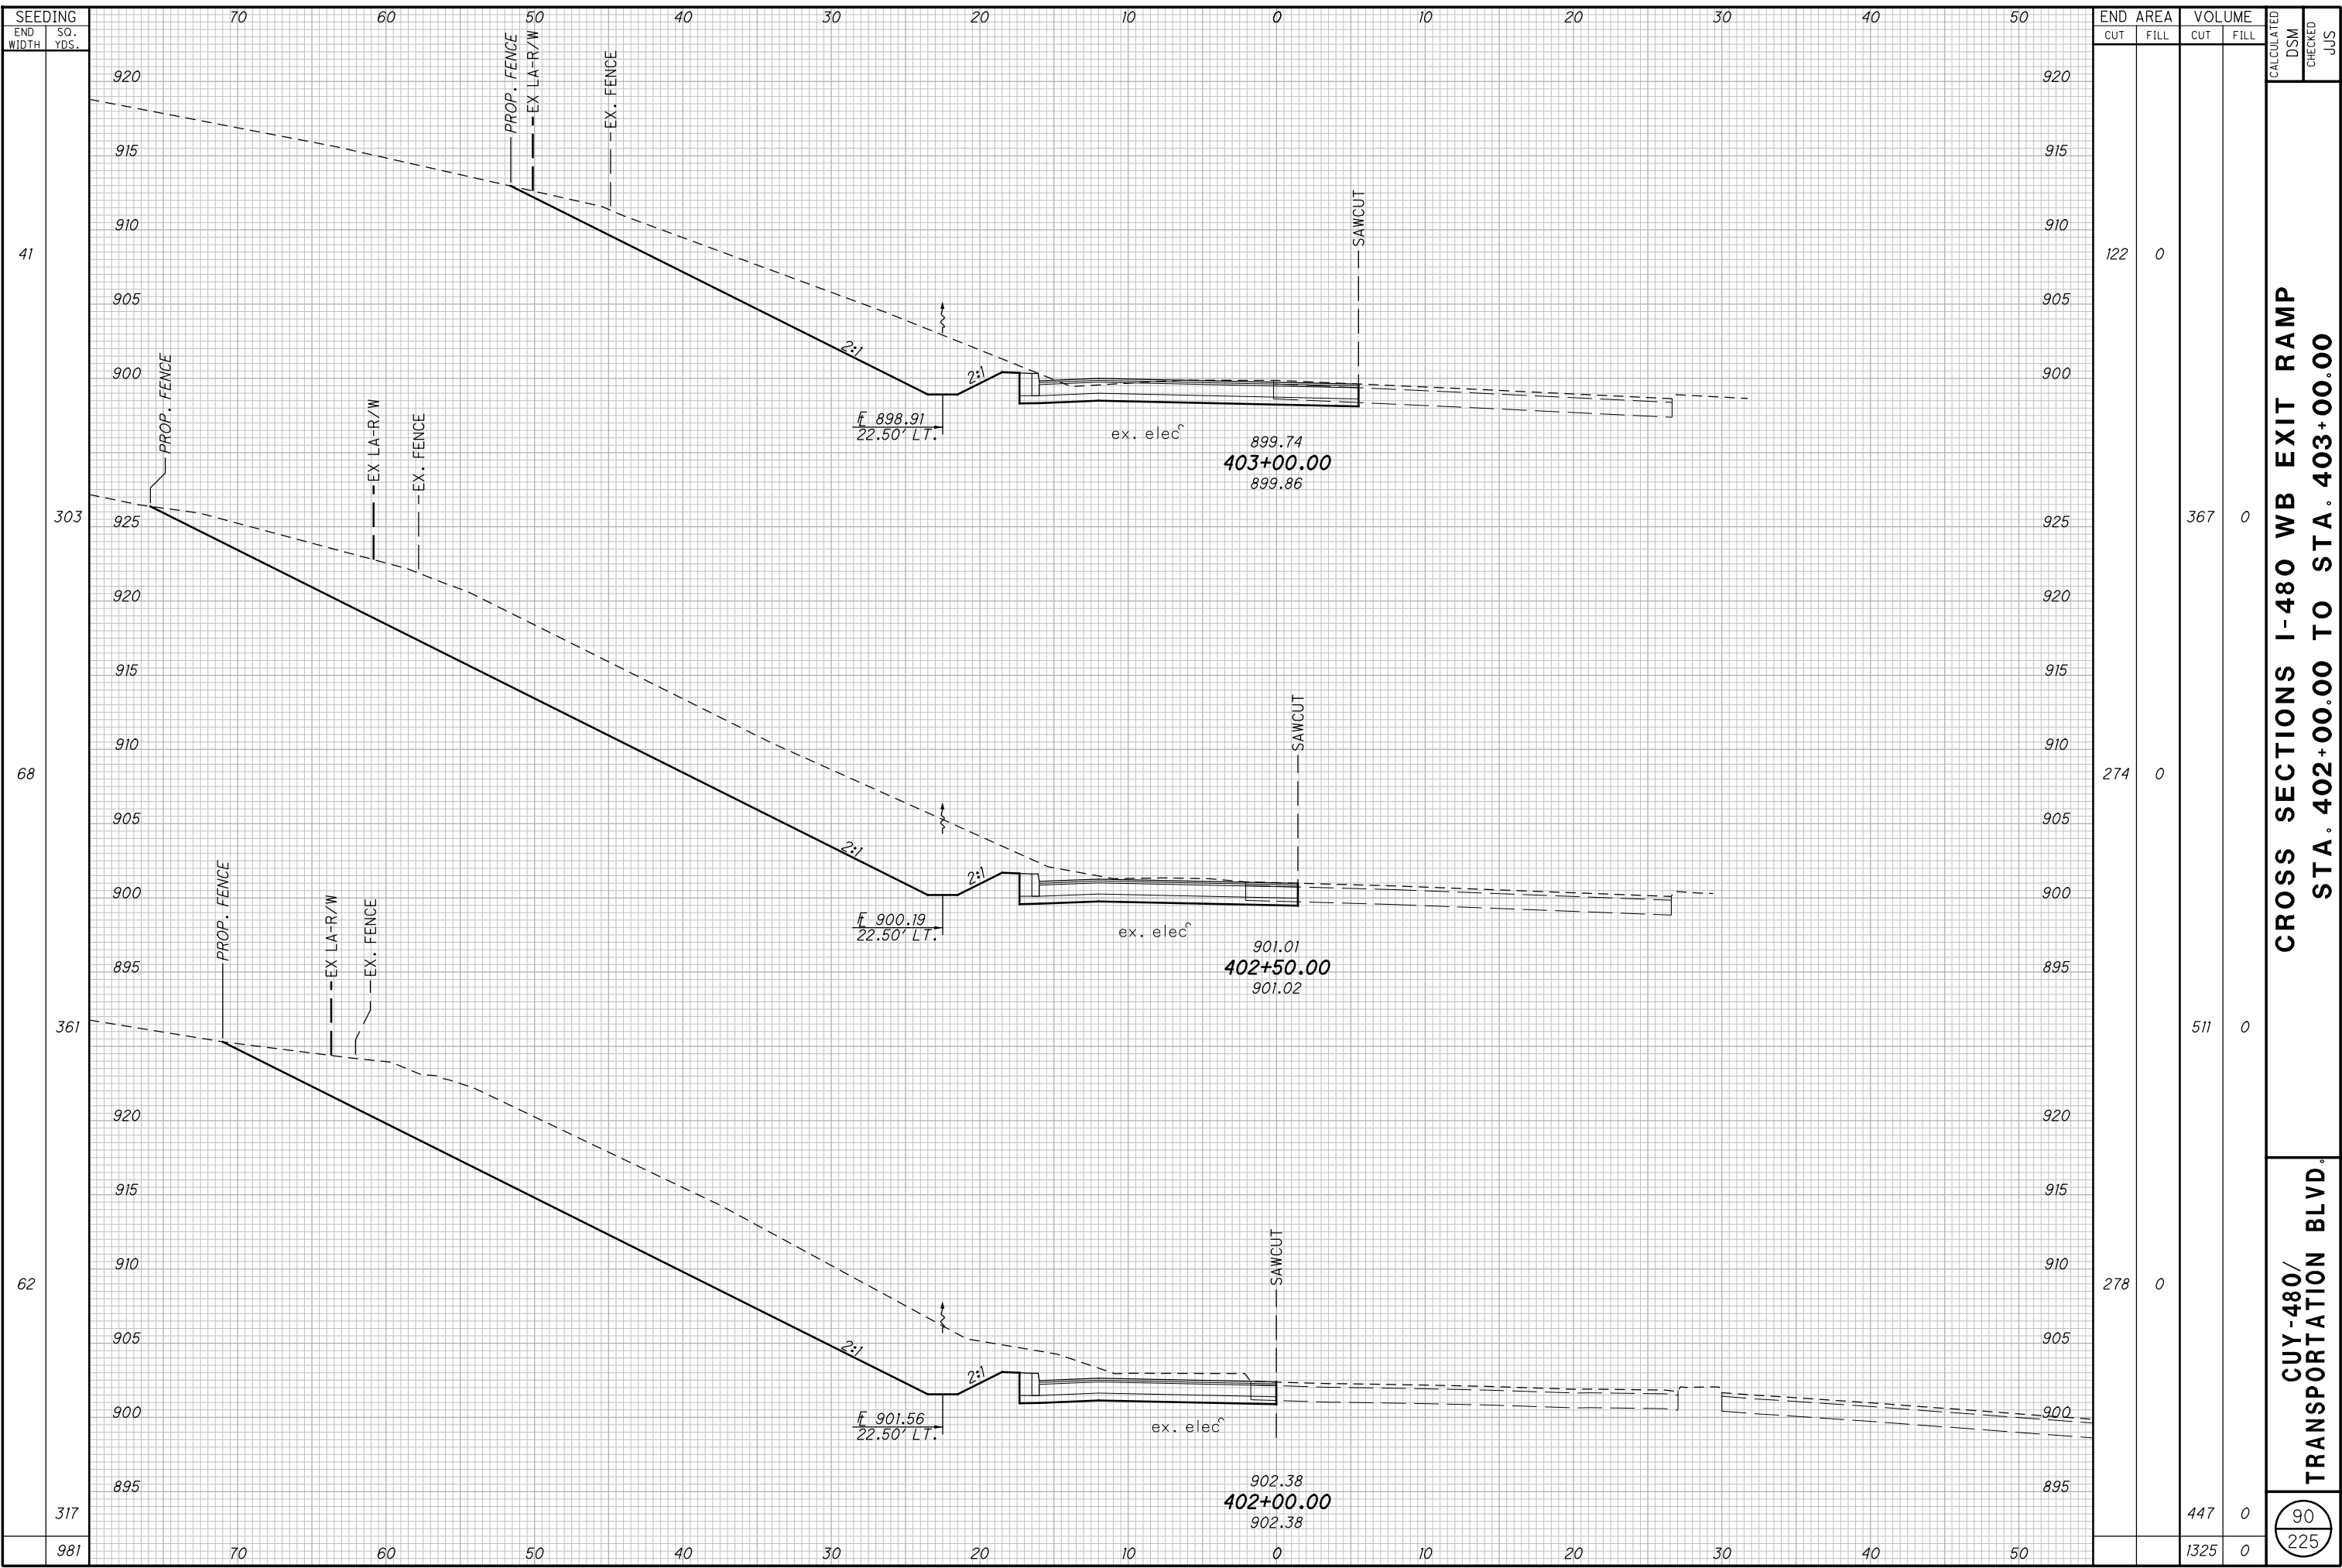 SEEDING
END WIDTH
SQ. YDS.
70 60 50 40 30 20 10 0 10 20 30 40 50
END AREA
VOLUME
CUT FILL CUT FILL
CALCULATED
DSM
CHECKED
JJS
PROP. FENCE
EX LA-R/W
EX. FENCE
920 920
915 915
910 910
SAWCUT
41 122 0
905 905
2:1
2:1
900 900
898.91
22.50' LT.
ex. elec
899.74
403+00.00
899.86
PROP. FENCE
EX LA-R/W
EX. FENCE
303 367 0
925 925
920 920
915 915
910 910
SAWCUT
68 274 0
905 905
2:1
2:1
900 900
900.19
22.50' LT.
ex. elec
901.01
402+50.00
901.02
895 895
PROP. FENCE
EX LA-R/W
EX. FENCE
361 511 0
920 920
915 915
910 910
SAWCUT
62 278 0
905 905
2:1
2:1
900 900
901.56
22.50' LT.
ex. elec
902.38
402+00.00
902.38
895 895
317 447 0
981 1325 0
70 60 50 40 30 20 10 0 10 20 30 40 50
CROSS SECTIONS I-480 WB EXIT RAMP
STA. 402+00.00 TO STA. 403+00.00
CUY-480/
TRANSPORTATION BLVD.
90
225